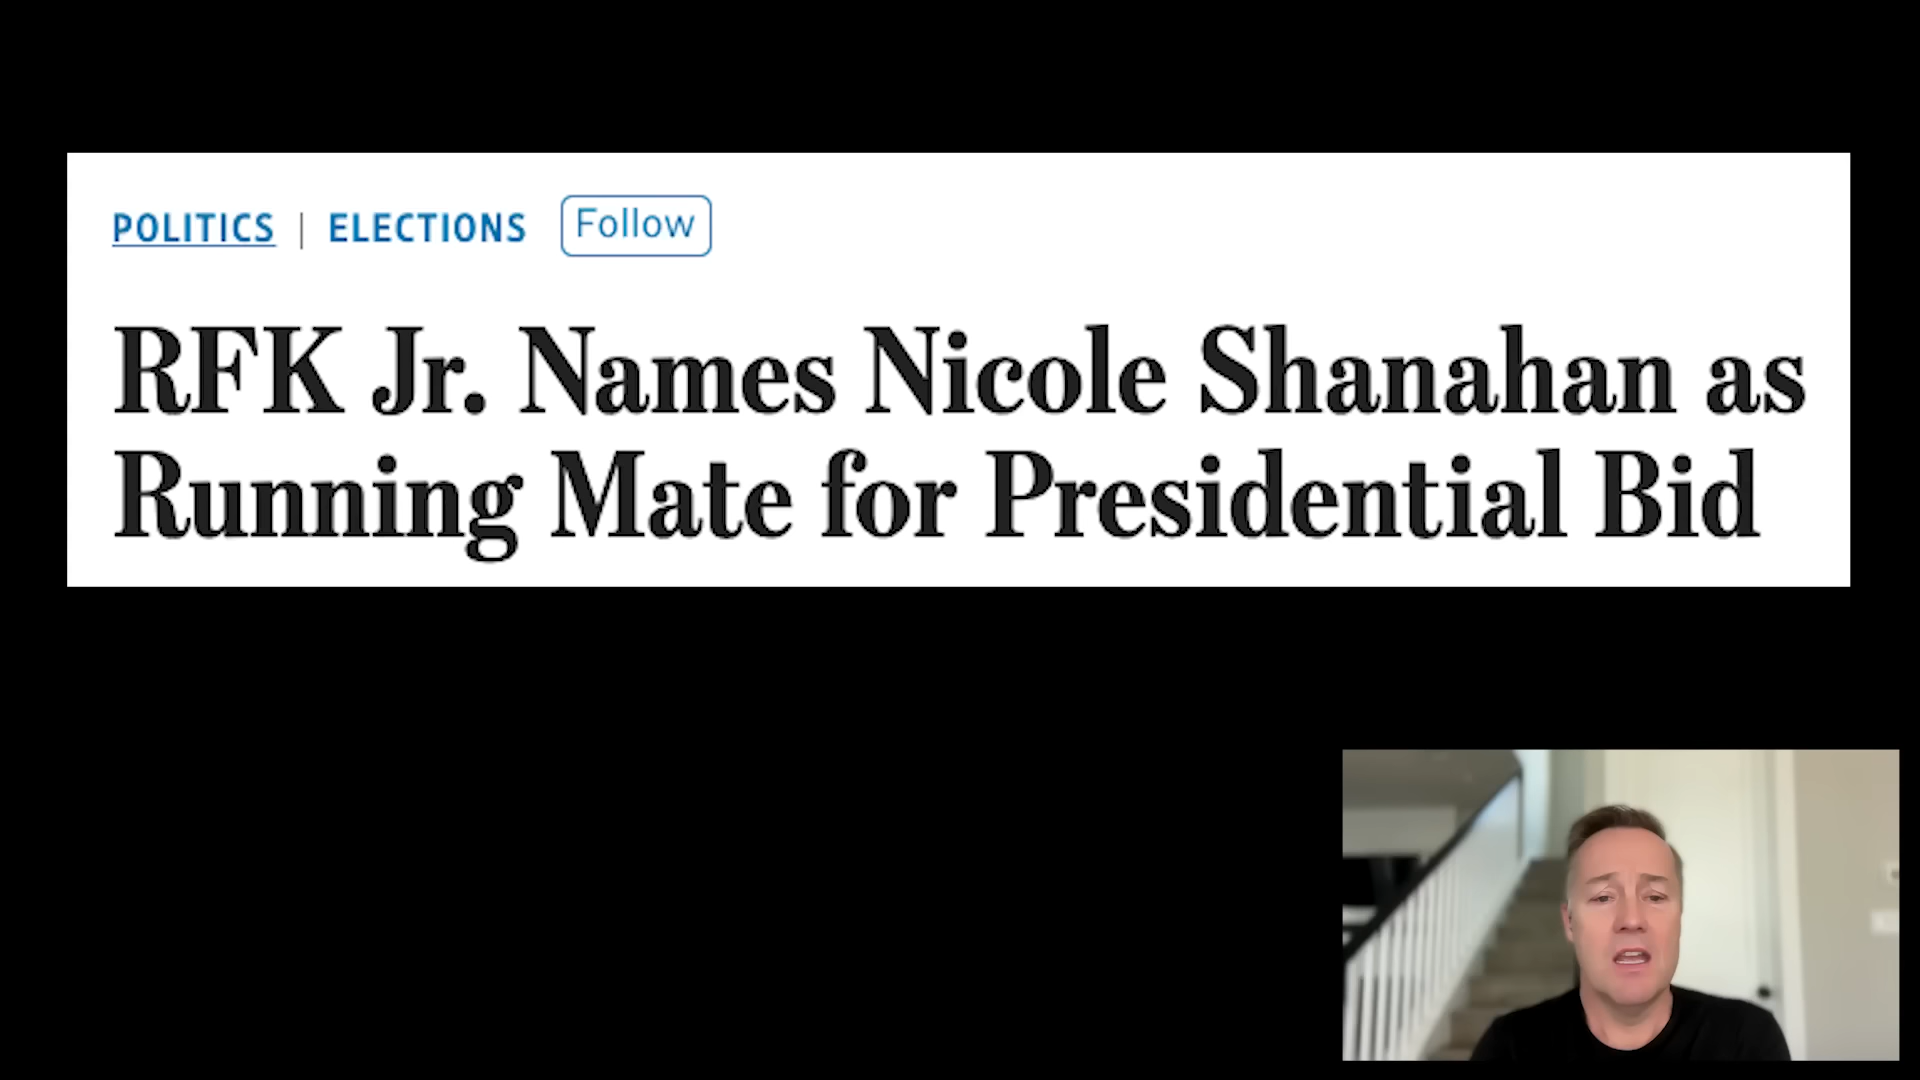 POLITICS | ELECTIONS Follow
RFK Jr. Names Nicole Shanahan as
Running Mate for Presidential Bid